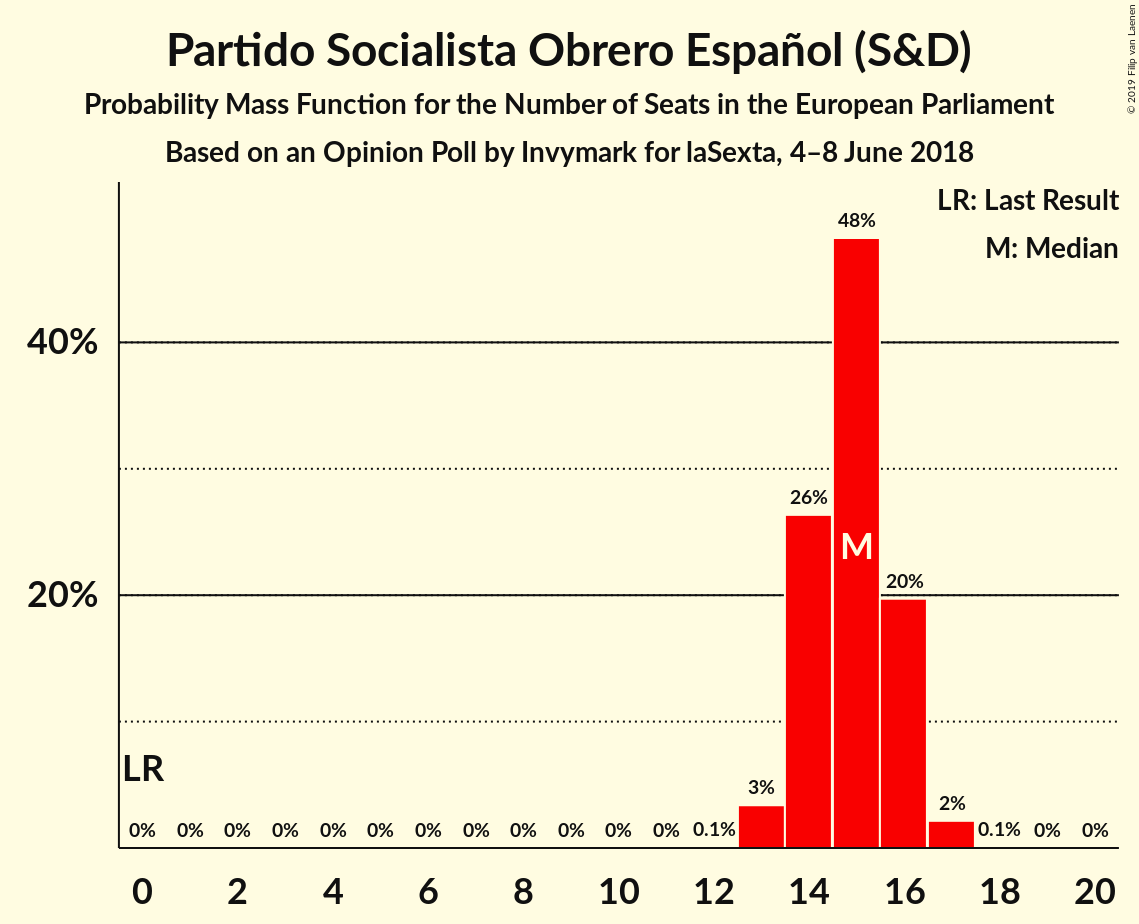 Partido Socialista Obrero Español (S&D)
Probability Mass Function for the Number of Seats in the European Parliament
Based on an Opinion Poll by Invymark for laSexta, 4–8 June 2018
© 2019 Filip van Laenen
LR: Last Result
M: Median
48%
40%
26%
M
20%
20%
LR
3%
2%
0% 0% 0% 0% 0% 0% 0% 0% 0% 0% 0% 0% 0.1% 0.1% 0% 0%
0 2 4 6 8 10 12 14 16 18 20